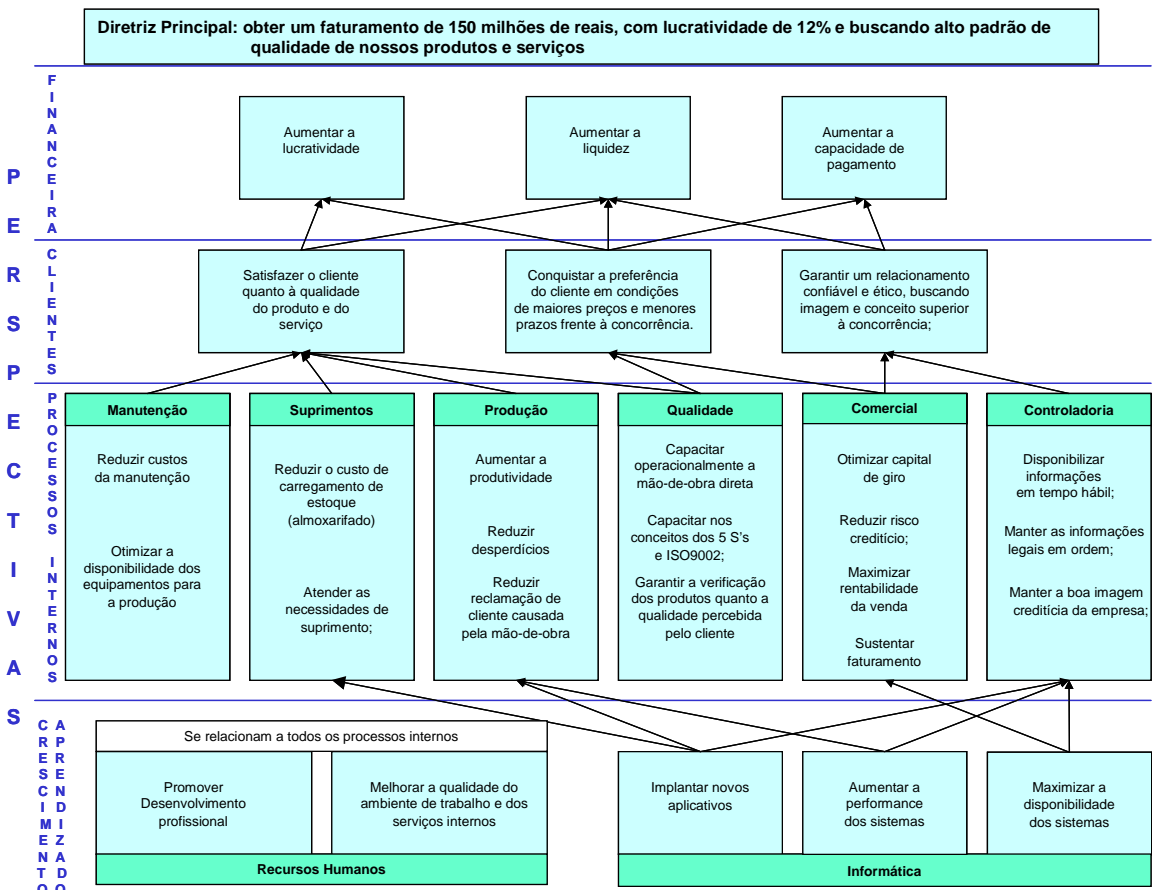 Diretriz Principal: obter um faturamento de 150 milhões de reais, com lucratividade de 12% e buscando alto padrão de
qualidade de nossos produtos e serviços
PERSPECTIVAS
FINANCEIRA
Aumentar a
lucratividade
Aumentar a
liquidez
Aumentar a
capacidade de
pagamento
CLIENTES
Satisfazer o cliente
quanto à qualidade
do produto e do
serviço
Conquistar a preferência
do cliente em condições
de maiores preços e menores
prazos frente à concorrência.
Garantir um relacionamento
confiável e ético, buscando
imagem e conceito superior
à concorrência;
PROCESSOS INTERNOS
Manutenção
Reduzir custos
da manutenção
Otimizar a
disponibilidade dos
equipamentos para
a produção
Suprimentos
Reduzir o custo de
carregamento de
estoque
(almoxarifado)
Atender as
necessidades de
suprimento;
Produção
Aumentar a
produtividade
Reduzir
desperdícios
Reduzir
reclamação de
cliente causada
pela mão-de-obra
Qualidade
Capacitar
operacionalmente a
mão-de-obra direta
Capacitar nos
conceitos dos 5 S's
e ISO9002;
Garantir a verificação
dos produtos quanto a
qualidade percebida
pelo cliente
Comercial
Otimizar capital
de giro
Reduzir risco
creditício;
Maximizar
rentabilidade
da venda
Sustentar
faturamento
Controladoria
Disponibilizar
informações
em tempo hábil;
Manter as informações
legais em ordem;
Manter a boa imagem
creditícia da empresa;
CRESCIMENTO
APRENDIZADO
Se relacionam a todos os processos internos
Promover
Desenvolvimento
profissional
Melhorar a qualidade do
ambiente de trabalho e dos
serviços internos
Recursos Humanos
Implantar novos
aplicativos
Aumentar a
performance
dos sistemas
Maximizar a
disponibilidade
dos sistemas
Informática